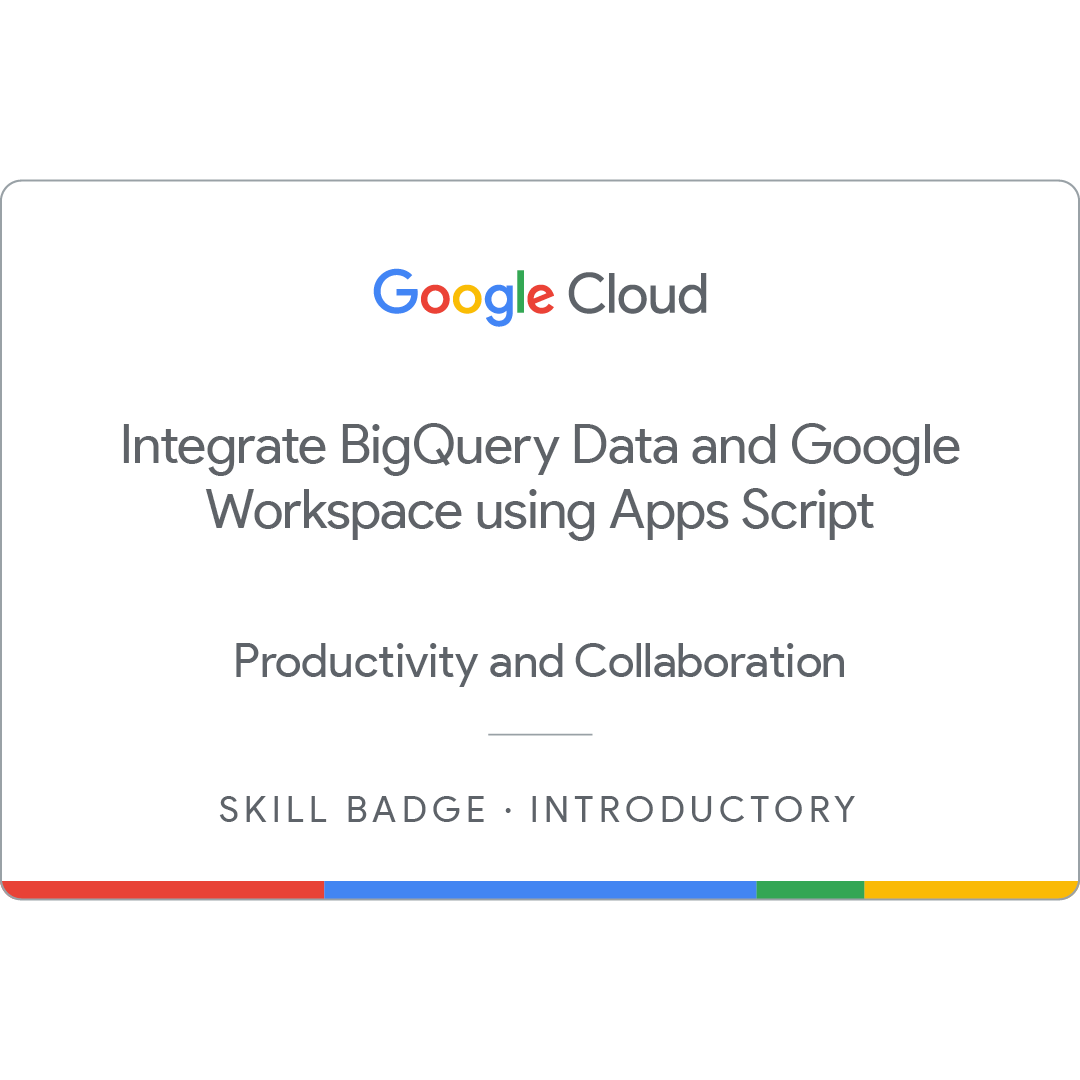 Google Cloud
Integrate BigQuery Data and Google
Workspace using Apps Script
Productivity and Collaboration
SKILL BADGE · INTRODUCTORY